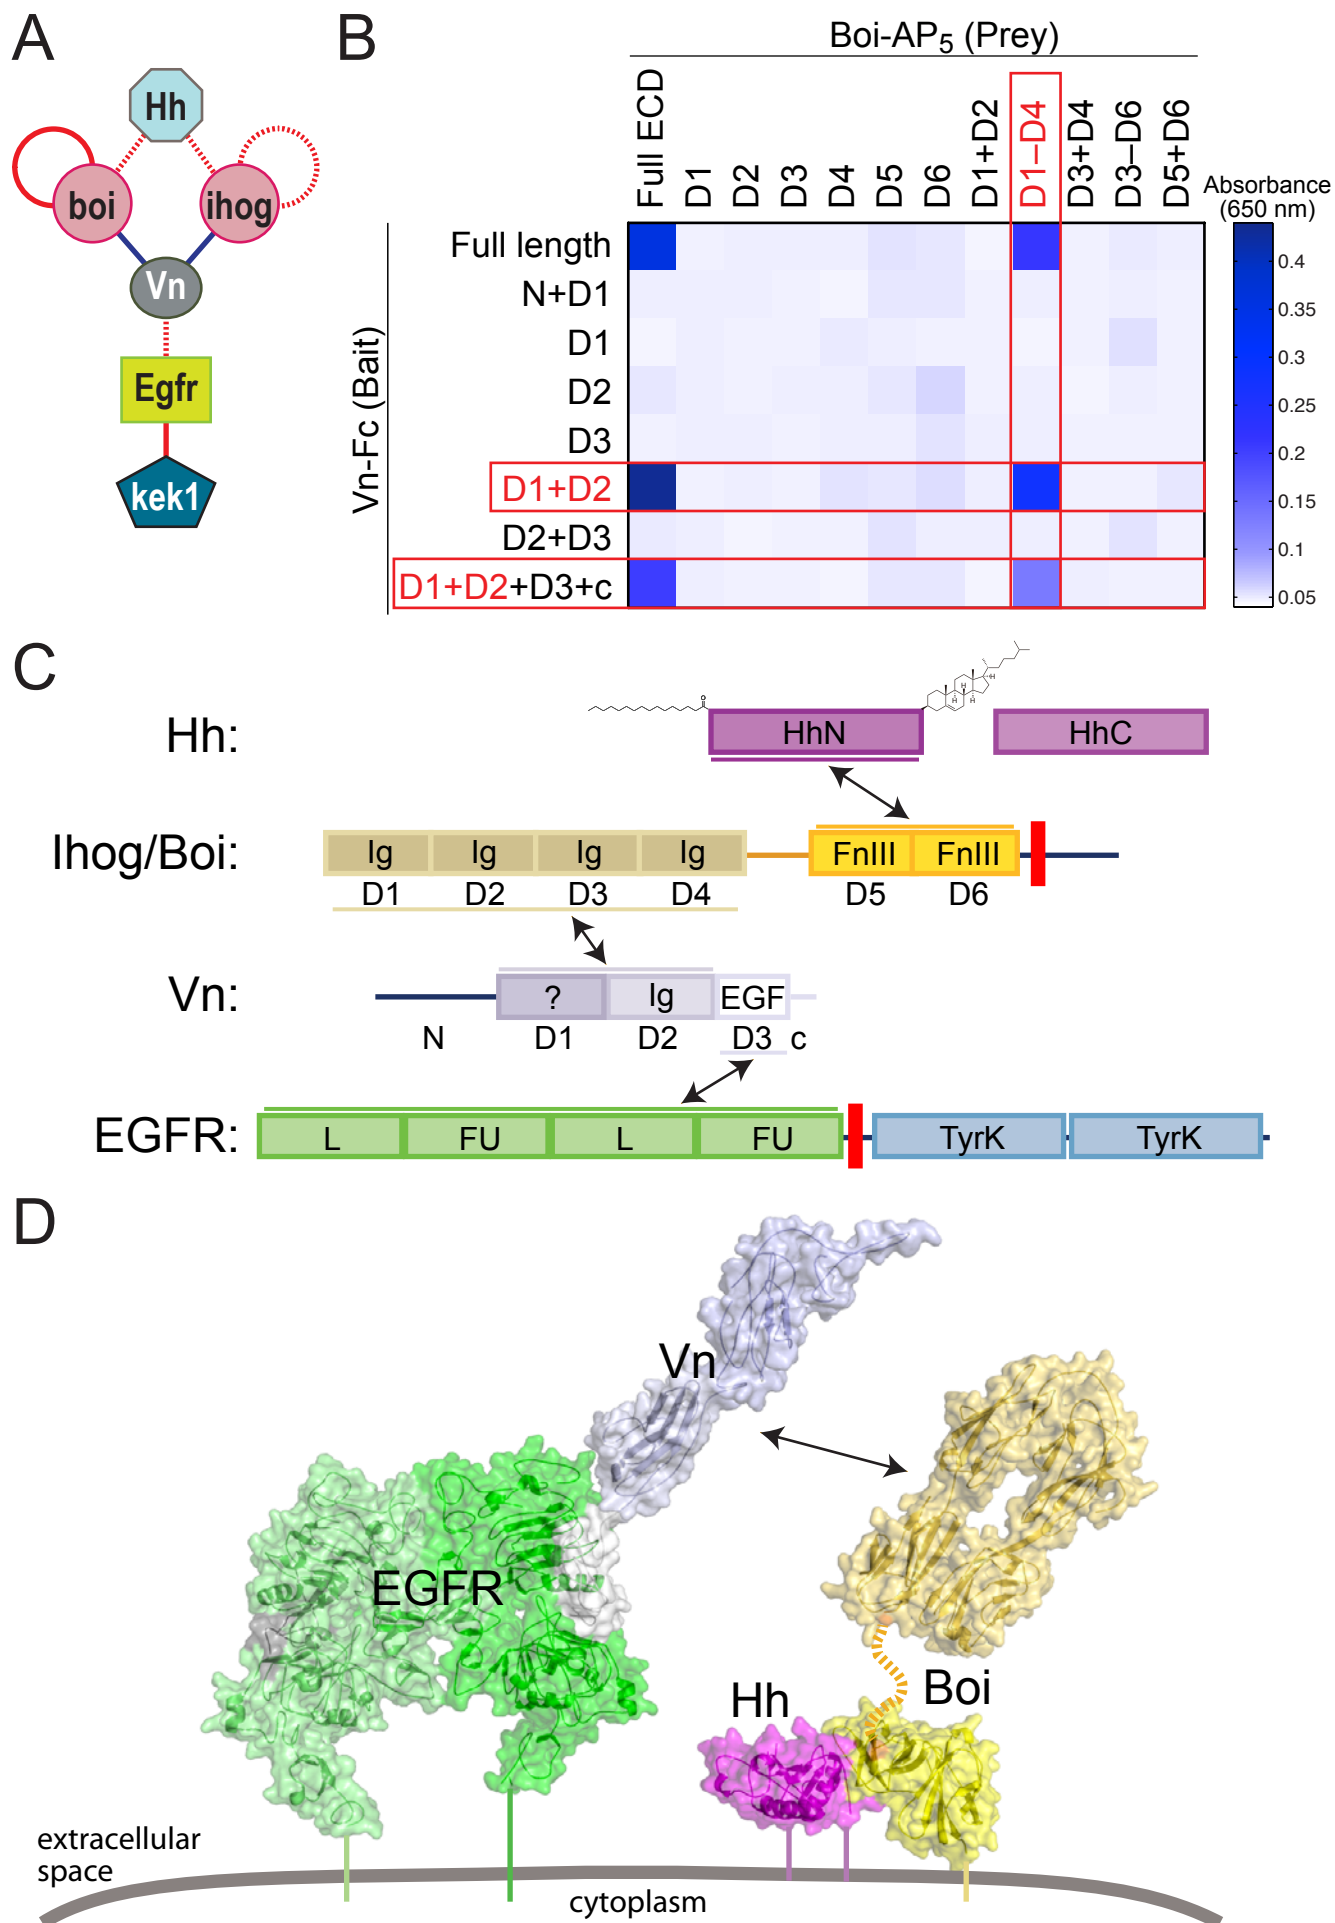 A
Hh
boi
ihog
Vn
Egfr
kek1
B
Boi-AP5 (Prey)
Full ECD
D1
D2
D3
D4
D5
D6
D1+D2
D1–D4
D3+D4
D3–D6
D5+D6
Absorbance
(650 nm)
0.4
0.35
0.3
0.25
0.2
0.15
0.1
0.05
Vn-Fc (Bait)
Full length
N+D1
D1
D2
D3
D1+D2
D2+D3
D1+D2+D3+c
C
Hh:
O
H
H
H
H
HhN
HhC
Ihog/Boi:
Ig Ig Ig Ig FnIII FnIII
D1 D2 D3 D4 D5 D6
Vn:
? Ig EGF
N D1 D2 D3 c
EGFR:
L FU L FU TyrK TyrK
D
Vn
EGFR
Boi
Hh
extracellular
space
cytoplasm